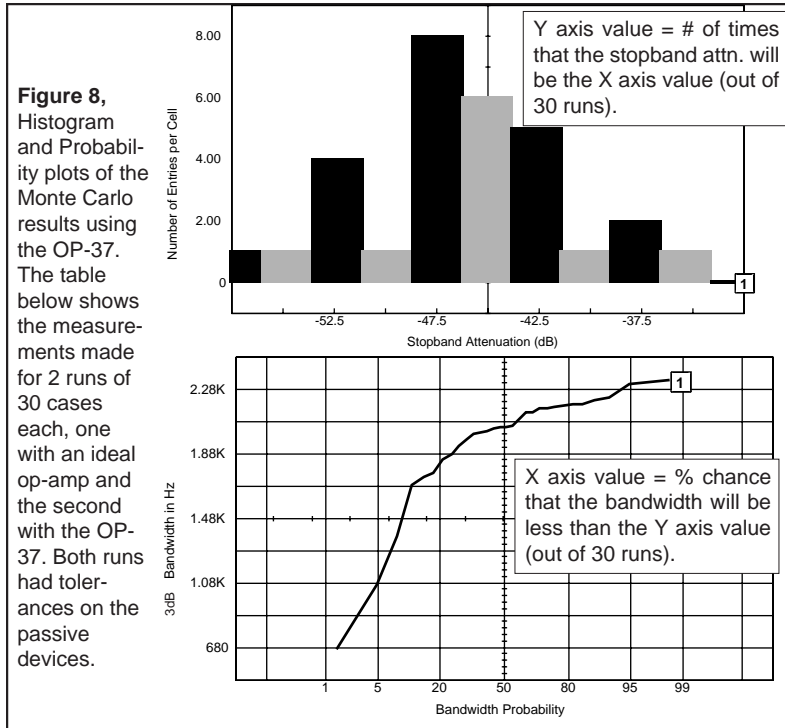 Figure 8,
Histogram
and Probabil-
ity plots of the
Monte Carlo
results using
the OP-37.
The table
below shows
the measure-
ments made
for 2 runs of
30 cases
each, one
with an ideal
op-amp and
the second
with the OP-
37. Both runs
had toler-
ances on the
passive
devices.
Y axis value = # of times
that the stopband attn. will
be the X axis value (out of
30 runs).
Number of Entries per Cell
8.00
6.00
4.00
2.00
0
1
-52.5 -47.5 -42.5 -37.5
Stopband Attenuation (dB)
3dB Bandwidth in Hz
2.28K
1.88K
1.48K
1.08K
680
1
X axis value = % chance
that the bandwidth will be
less than the Y axis value
(out of 30 runs).
1 5 20 50 80 95 99
Bandwidth Probability